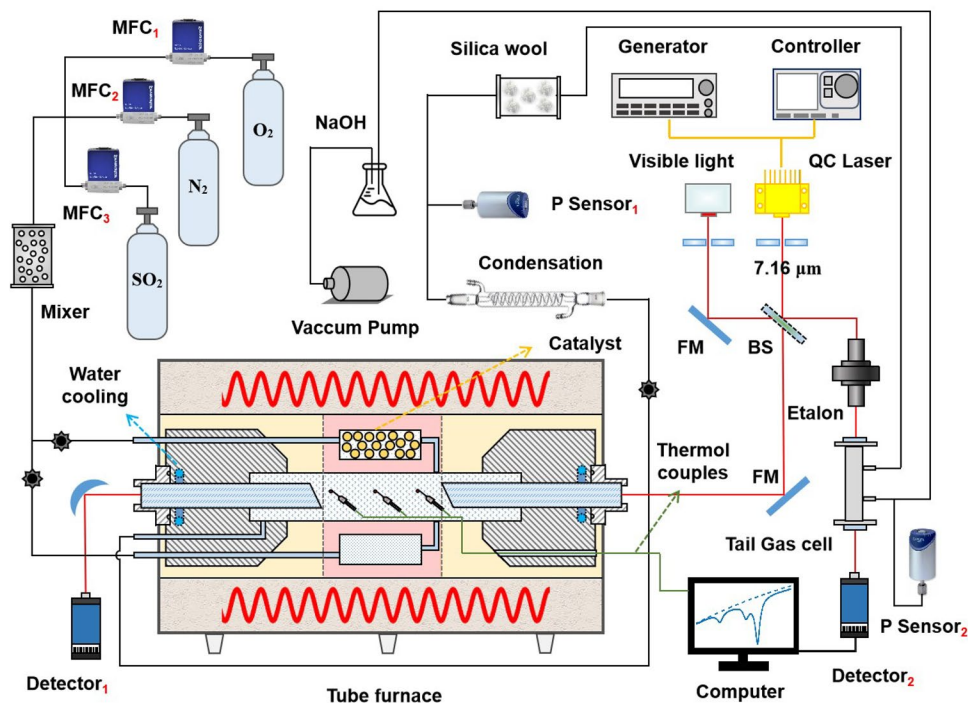 MFC1
MFC2
MFC3
O2
N2
SO2
Mixer
NaOH
Vaccum Pump
Silica wool
Generator
Controller
Visible light
QC Laser
P Sensor1
7.16 μm
Condensation
FM
BS
Catalyst
Water
cooling
Etalon
Thermol
couples
FM
Tail Gas cell
P Sensor2
Detector1
Tube furnace
Computer
Detector2